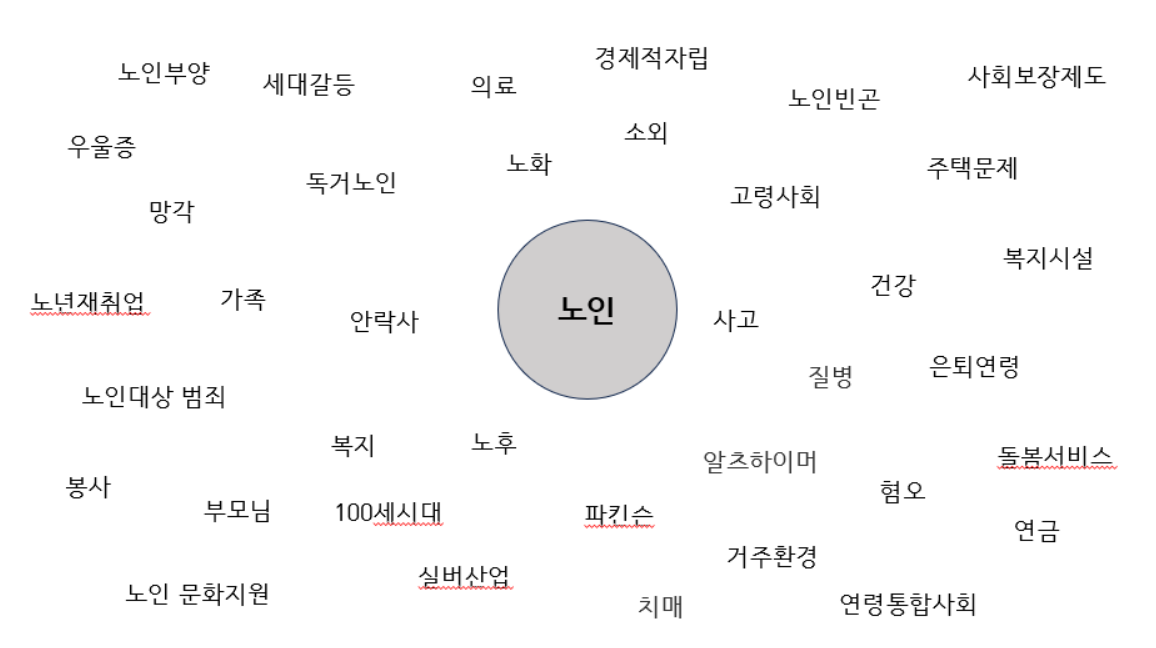 경제적자립
노인부양
세대갈등
의료
사회보장제도
노인빈곤
소외
우울증
노화
주택문제
독거노인
고령사회
망각
복지시설
건강
노년재취업
가족
안락사
노인
사고
질병
은퇴연령
노인대상 범죄
복지
노후
알츠하이머
돌봄서비스
봉사
혐오
부모님
100세시대
파킨슨
연금
거주환경
실버산업
노인 문화지원
치매
연령통합사회